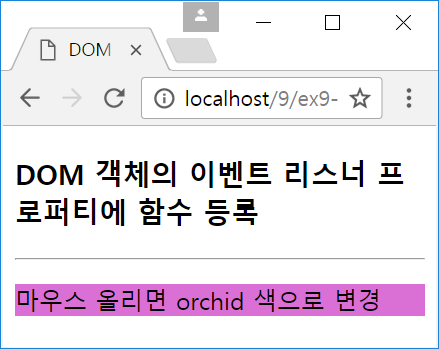 DOM
localhost/9/ex9-
DOM 객체의 이벤트 리스너 프
로퍼티에 함수 등록
마우스 올리면 orchid 색으로 변경